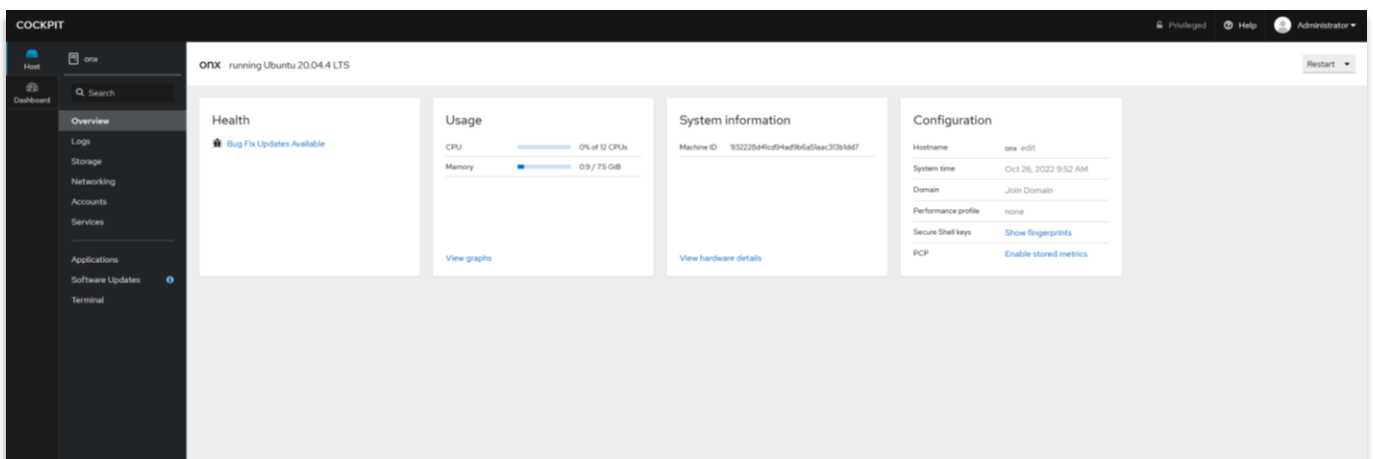 COCKPIT
Privileged
Help
Administrator
Host
Dashboard
onx
Search
Overview
Logs
Storage
Networking
Accounts
Services
Applications
Software Updates
Terminal
onx running Ubuntu 20.04.4 LTS
Restart
Health
Bug Fix Updates Available
Usage
CPU 0% of 12 CPUs
Memory 0.9 / 7.5 GiB
View graphs
System information
Machine ID 932228d41cd94ad9b6a51aac313b1dd7
View hardware details
Configuration
Hostname onx edit
System time Oct 26, 2022 9:52 AM
Domain Join Domain
Performance profile none
Secure Shell keys Show fingerprints
PCP Enable stored metrics